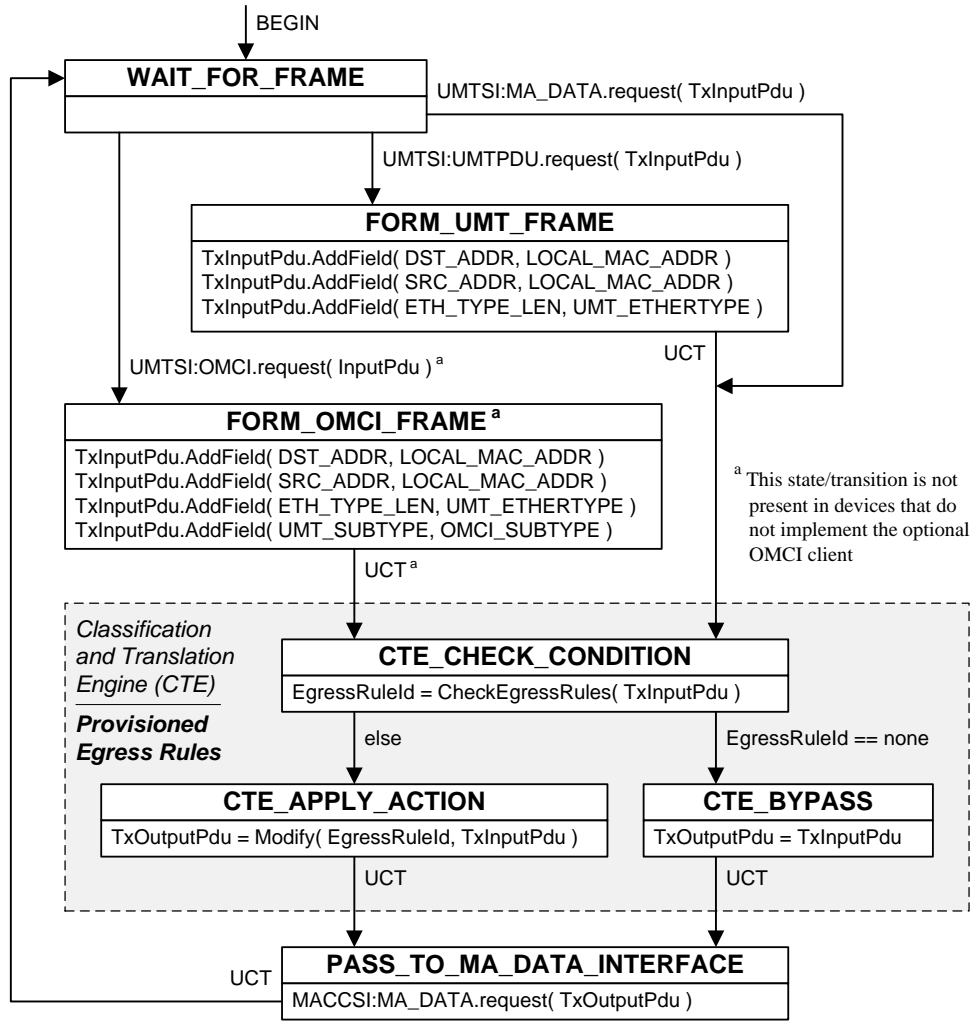 BEGIN
WAIT_FOR_FRAME
UMTSI:MA_DATA.request( TxInputPdu )
UMTSI:UMTPDU.request( TxInputPdu )
FORM_UMT_FRAME
TxInputPdu.AddField( DST_ADDR, LOCAL_MAC_ADDR )
TxInputPdu.AddField( SRC_ADDR, LOCAL_MAC_ADDR )
TxInputPdu.AddField( ETH_TYPE_LEN, UMT_ETHERTYPE )
UCT
UMTSI:OMCI.request( InputPdu ) a
FORM_OMCI_FRAME a
TxInputPdu.AddField( DST_ADDR, LOCAL_MAC_ADDR )
TxInputPdu.AddField( SRC_ADDR, LOCAL_MAC_ADDR )
TxInputPdu.AddField( ETH_TYPE_LEN, UMT_ETHERTYPE )
TxInputPdu.AddField( UMT_SUBTYPE, OMCI_SUBTYPE )
a This state/transition is not
present in devices that do
not implement the optional
OMCI client
UCT a
Classification
and Translation
Engine (CTE)
Provisioned
Egress Rules
CTE_CHECK_CONDITION
EgressRuleId = CheckEgressRules( TxInputPdu )
else
EgressRuleId == none
CTE_APPLY_ACTION
TxOutputPdu = Modify( EgressRuleId, TxInputPdu )
CTE_BYPASS
TxOutputPdu = TxInputPdu
UCT
UCT
UCT
PASS_TO_MA_DATA_INTERFACE
MACCSI:MA_DATA.request( TxOutputPdu )